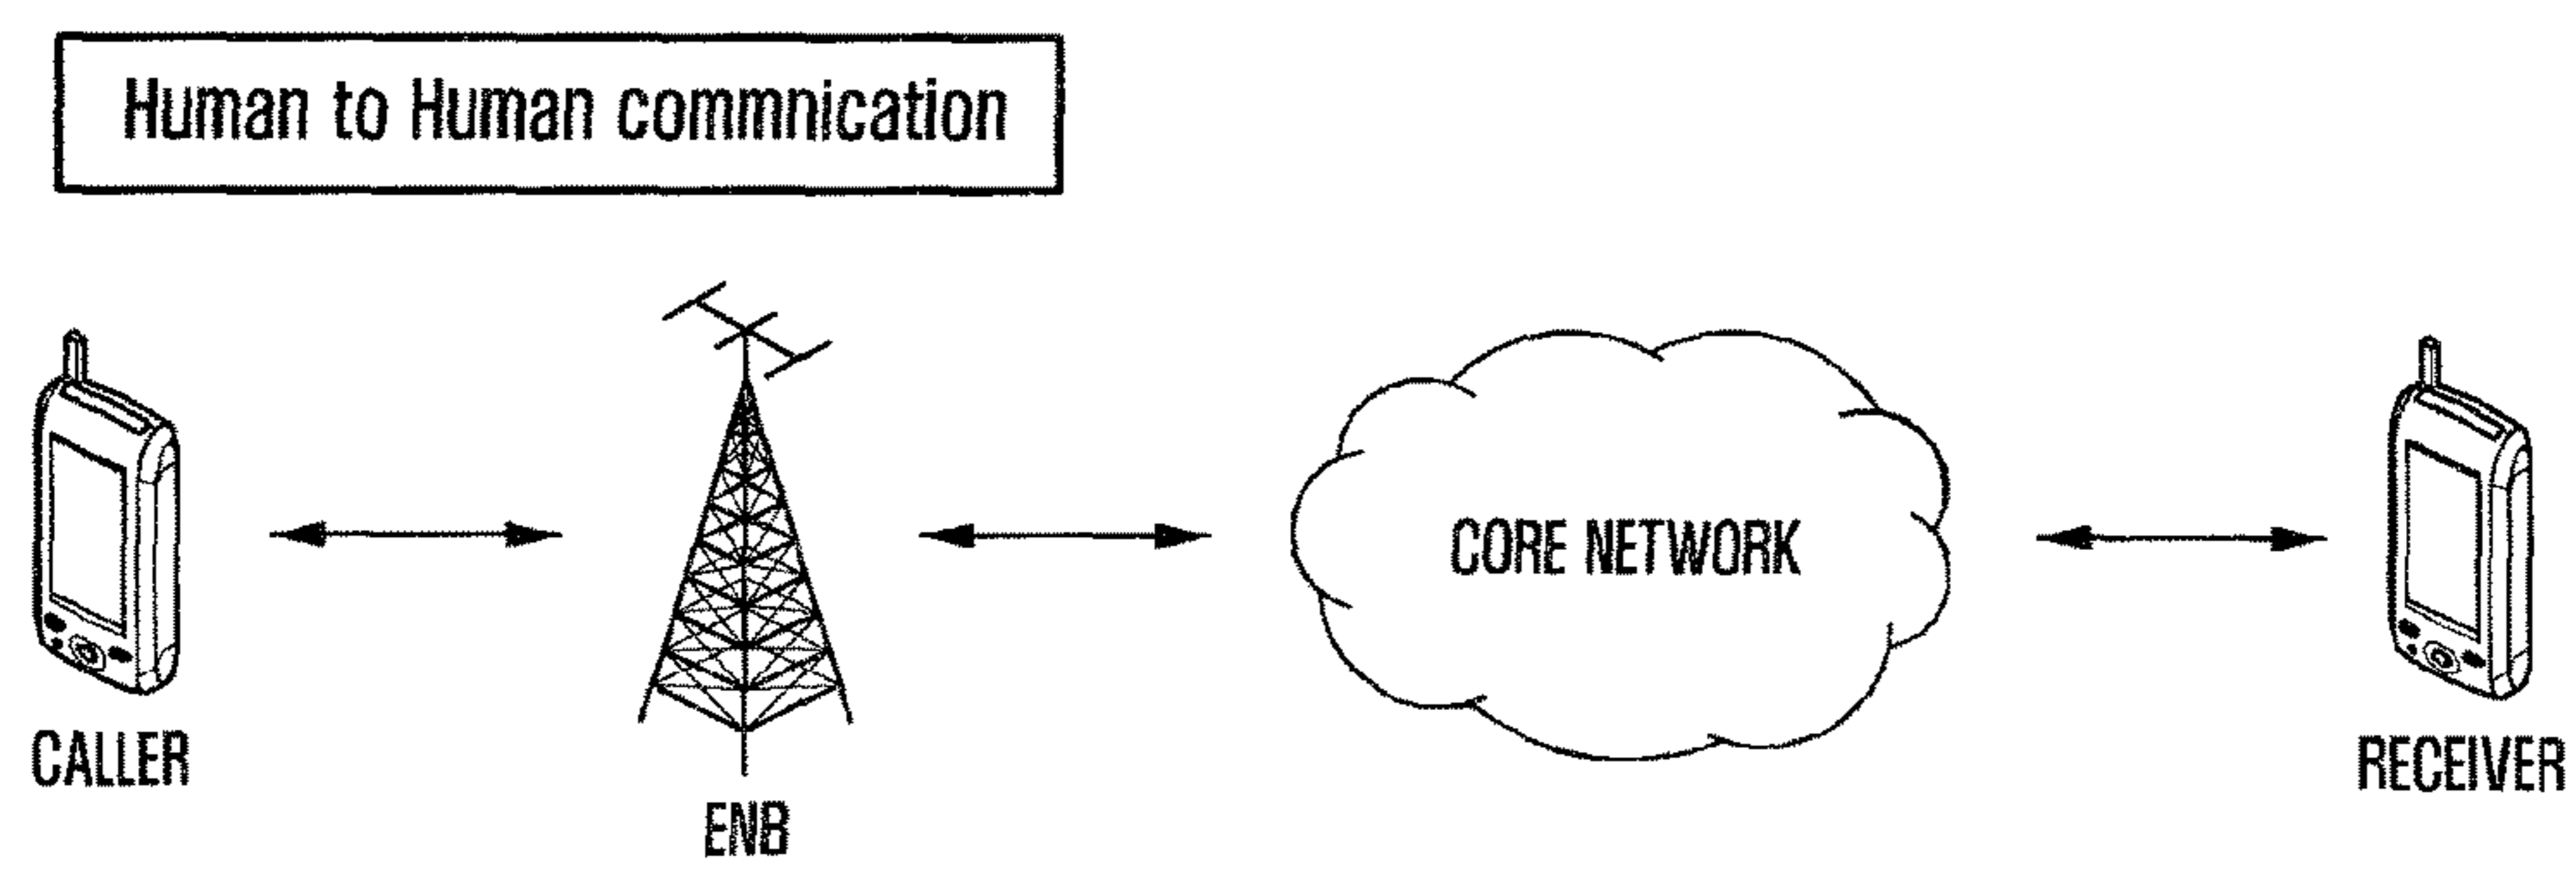 Human to Human commnication
CORE NETWORK
CALLER
RECEIVER
ENB